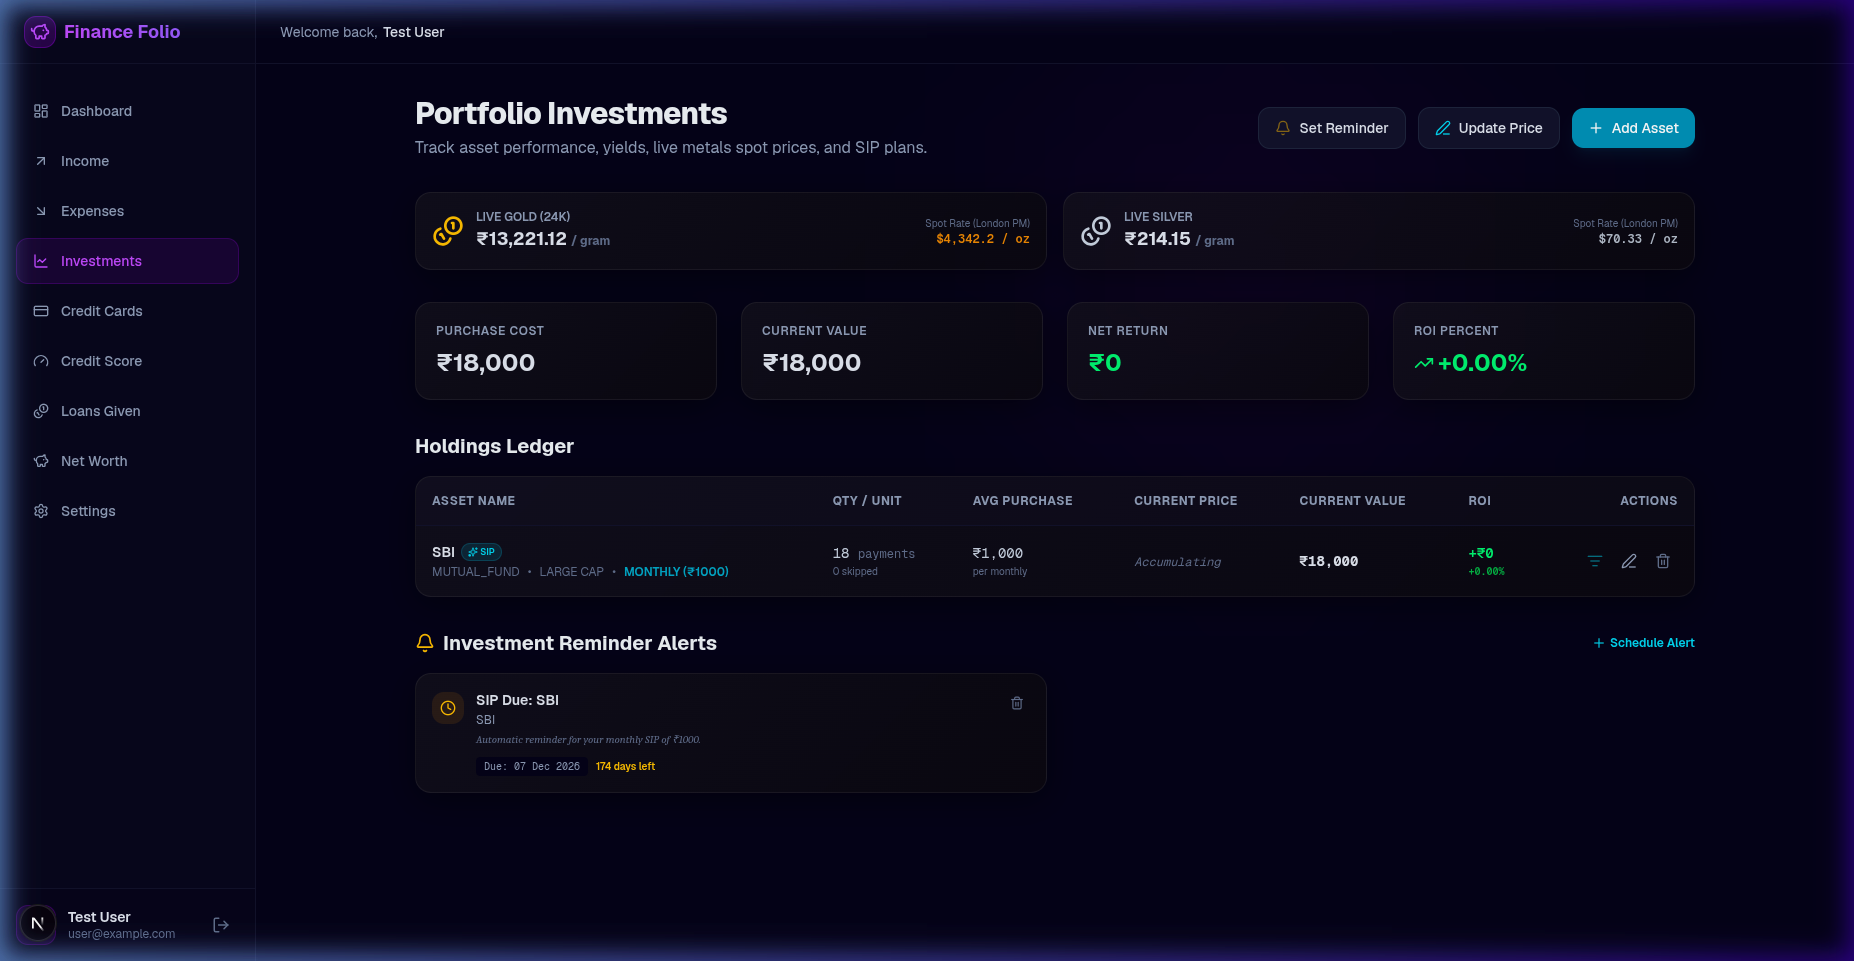 Finance Folio
Welcome back, Test User
Dashboard
Income
Expenses
Investments
Credit Cards
Credit Score
Loans Given
Net Worth
Settings
Portfolio Investments
Track asset performance, yields, live metals spot prices, and SIP plans.
Set Reminder
Update Price
+ Add Asset
LIVE GOLD (24K)
₹13,221.12 / gram
Spot Rate (London PM)
$4,342.2 / oz
LIVE SILVER
₹214.15 / gram
Spot Rate (London PM)
$70.33 / oz
PURCHASE COST
₹18,000
CURRENT VALUE
₹18,000
NET RETURN
₹0
ROI PERCENT
+0.00%
Holdings Ledger
ASSET NAME QTY / UNIT AVG PURCHASE CURRENT PRICE CURRENT VALUE ROI ACTIONS
SBI SIP
MUTUAL_FUND • LARGE CAP • MONTHLY (₹1000)
18 payments
0 skipped
₹1,000
per monthly
Accumulating
₹18,000
+₹0
+0.00%
Investment Reminder Alerts
+ Schedule Alert
SIP Due: SBI
SBI
Automatic reminder for your monthly SIP of ₹1000.
Due: 07 Dec 2026 174 days left
N
Test User
user@example.com